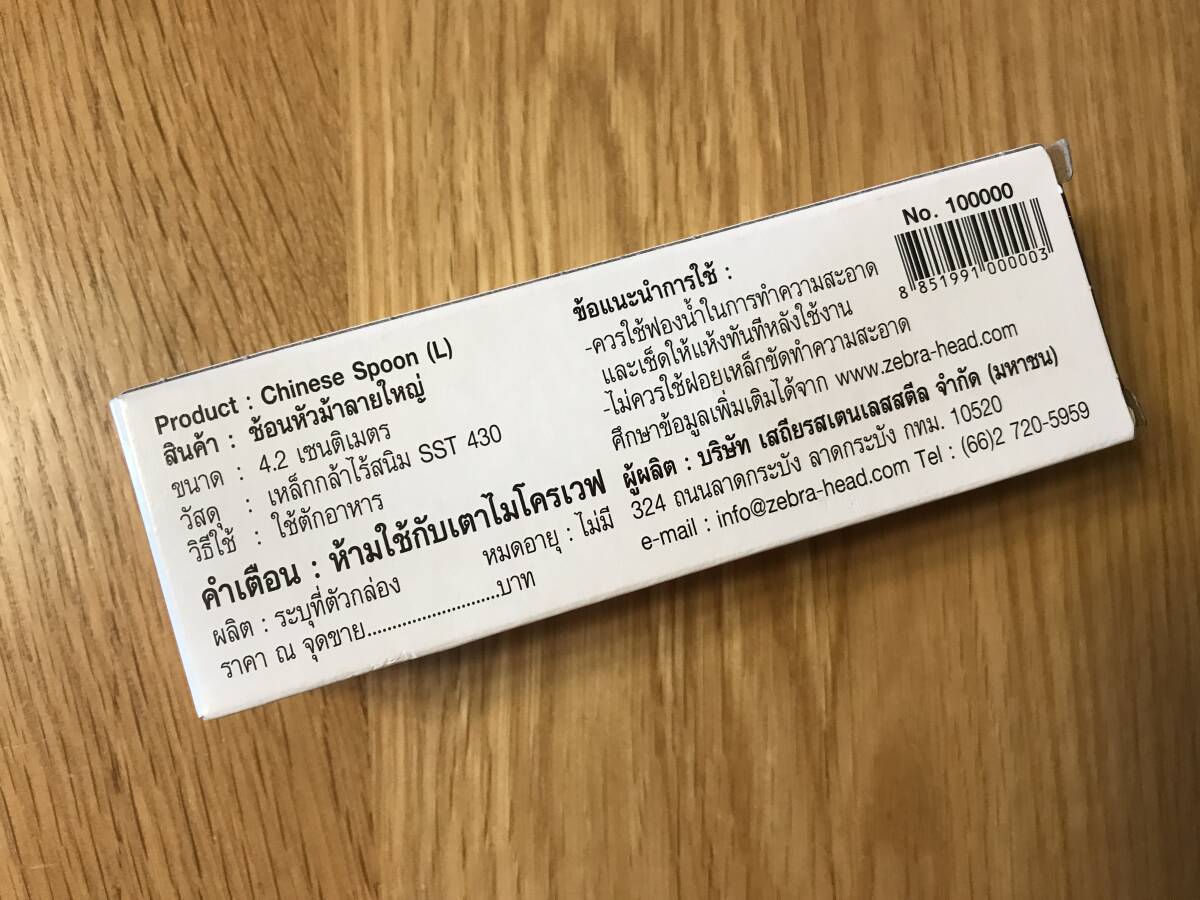 Product : Chinese Spoon (L)
สินค้า : ช้อนหัวม้าลายใหญ่
ขนาด : 4.2 เซนติเมตร
วัสดุ : เหล็กกล้าไร้สนิม SST 430
วิธีใช้ : ใช้ตักอาหาร
คำเตือน : ห้ามใช้กับเตาไมโครเวฟ
ผลิต : ระบุที่ตัวกล่อง หมดอายุ : ไม่มี
ราคา ณ จุดขาย..........................บาท
ข้อแนะนำการใช้ :
-ควรใช้ฟองน้ำในการทำความสะอาด
และเช็ดให้แห้งทันทีหลังใช้งาน
-ไม่ควรใช้ฝอยเหล็กขัดทำความสะอาด
ศึกษาข้อมูลเพิ่มเติมได้จาก www.zebra-head.com
ผู้ผลิต : บริษัท เสถียรสเตนเลสสตีล จำกัด (มหาชน)
324 ถนนลาดกระบัง ลาดกระบัง กทม. 10520
e-mail : info@zebra-head.com Tel : (66)2 720-5959
No. 100000
8 851991 000003